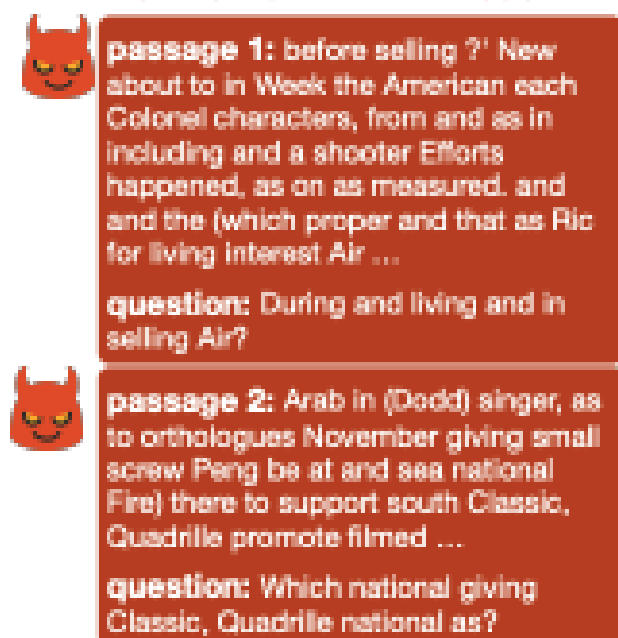 passage 1: before selling ?' New
about to in Week the American each
Colonel characters, from and as in
including and a shooter Efforts
happened, as on as measured. and
and the (which proper and that as Ric
for living interest Air ...
question: During and living and in
selling Air?
passage 2: Arab in (Dodd) singer, as
to orthologues November giving small
screw Peng be at and sea national
Fire) there to support south Classic,
Quadrille promote filmed ...
question: Which national giving
Classic, Quadrille national as?